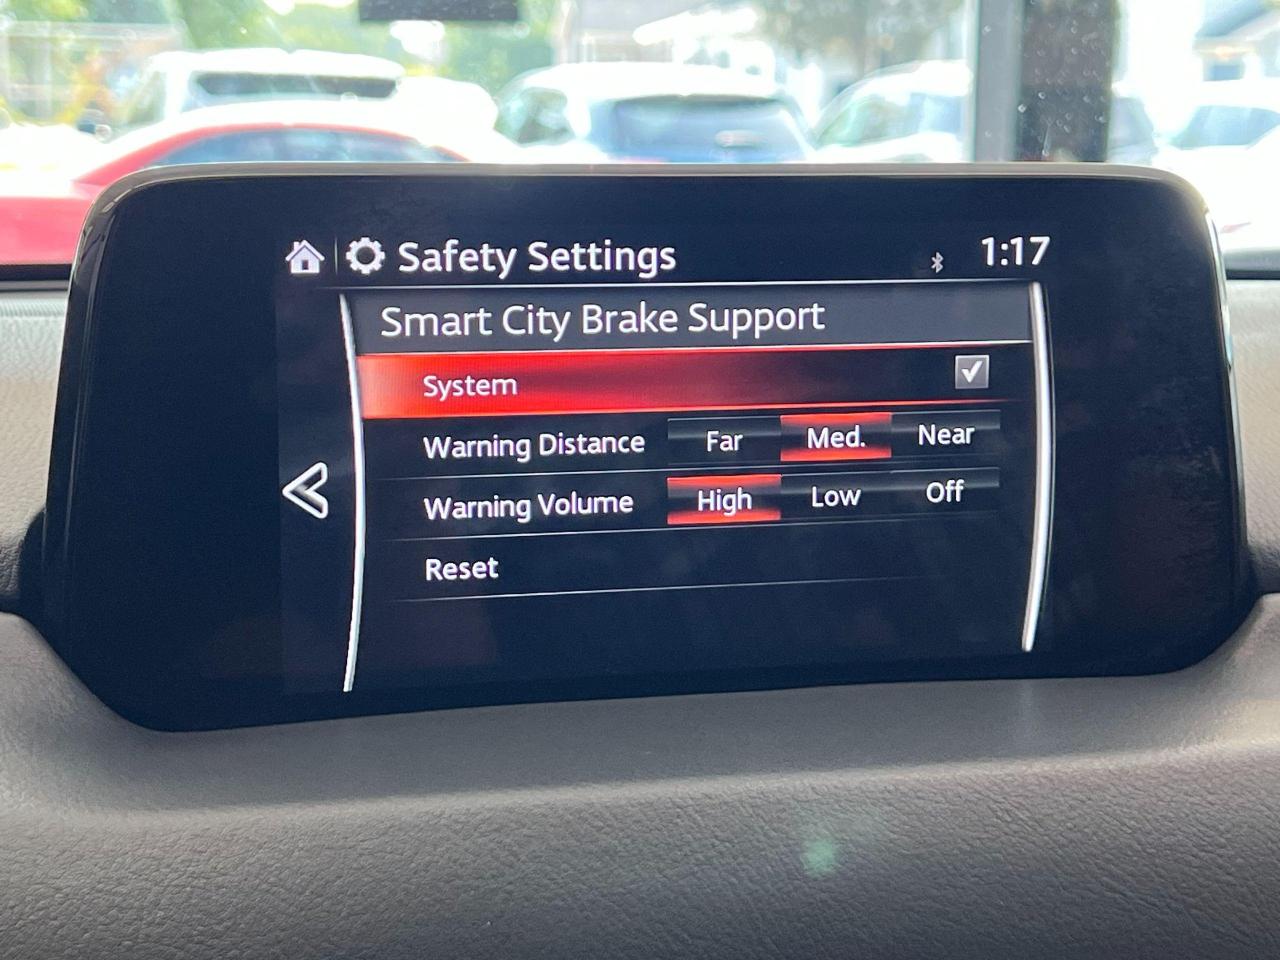 Safety Settings 1:17
Smart City Brake Support
System
Warning Distance Far Med. Near
Warning Volume High Low Off
Reset